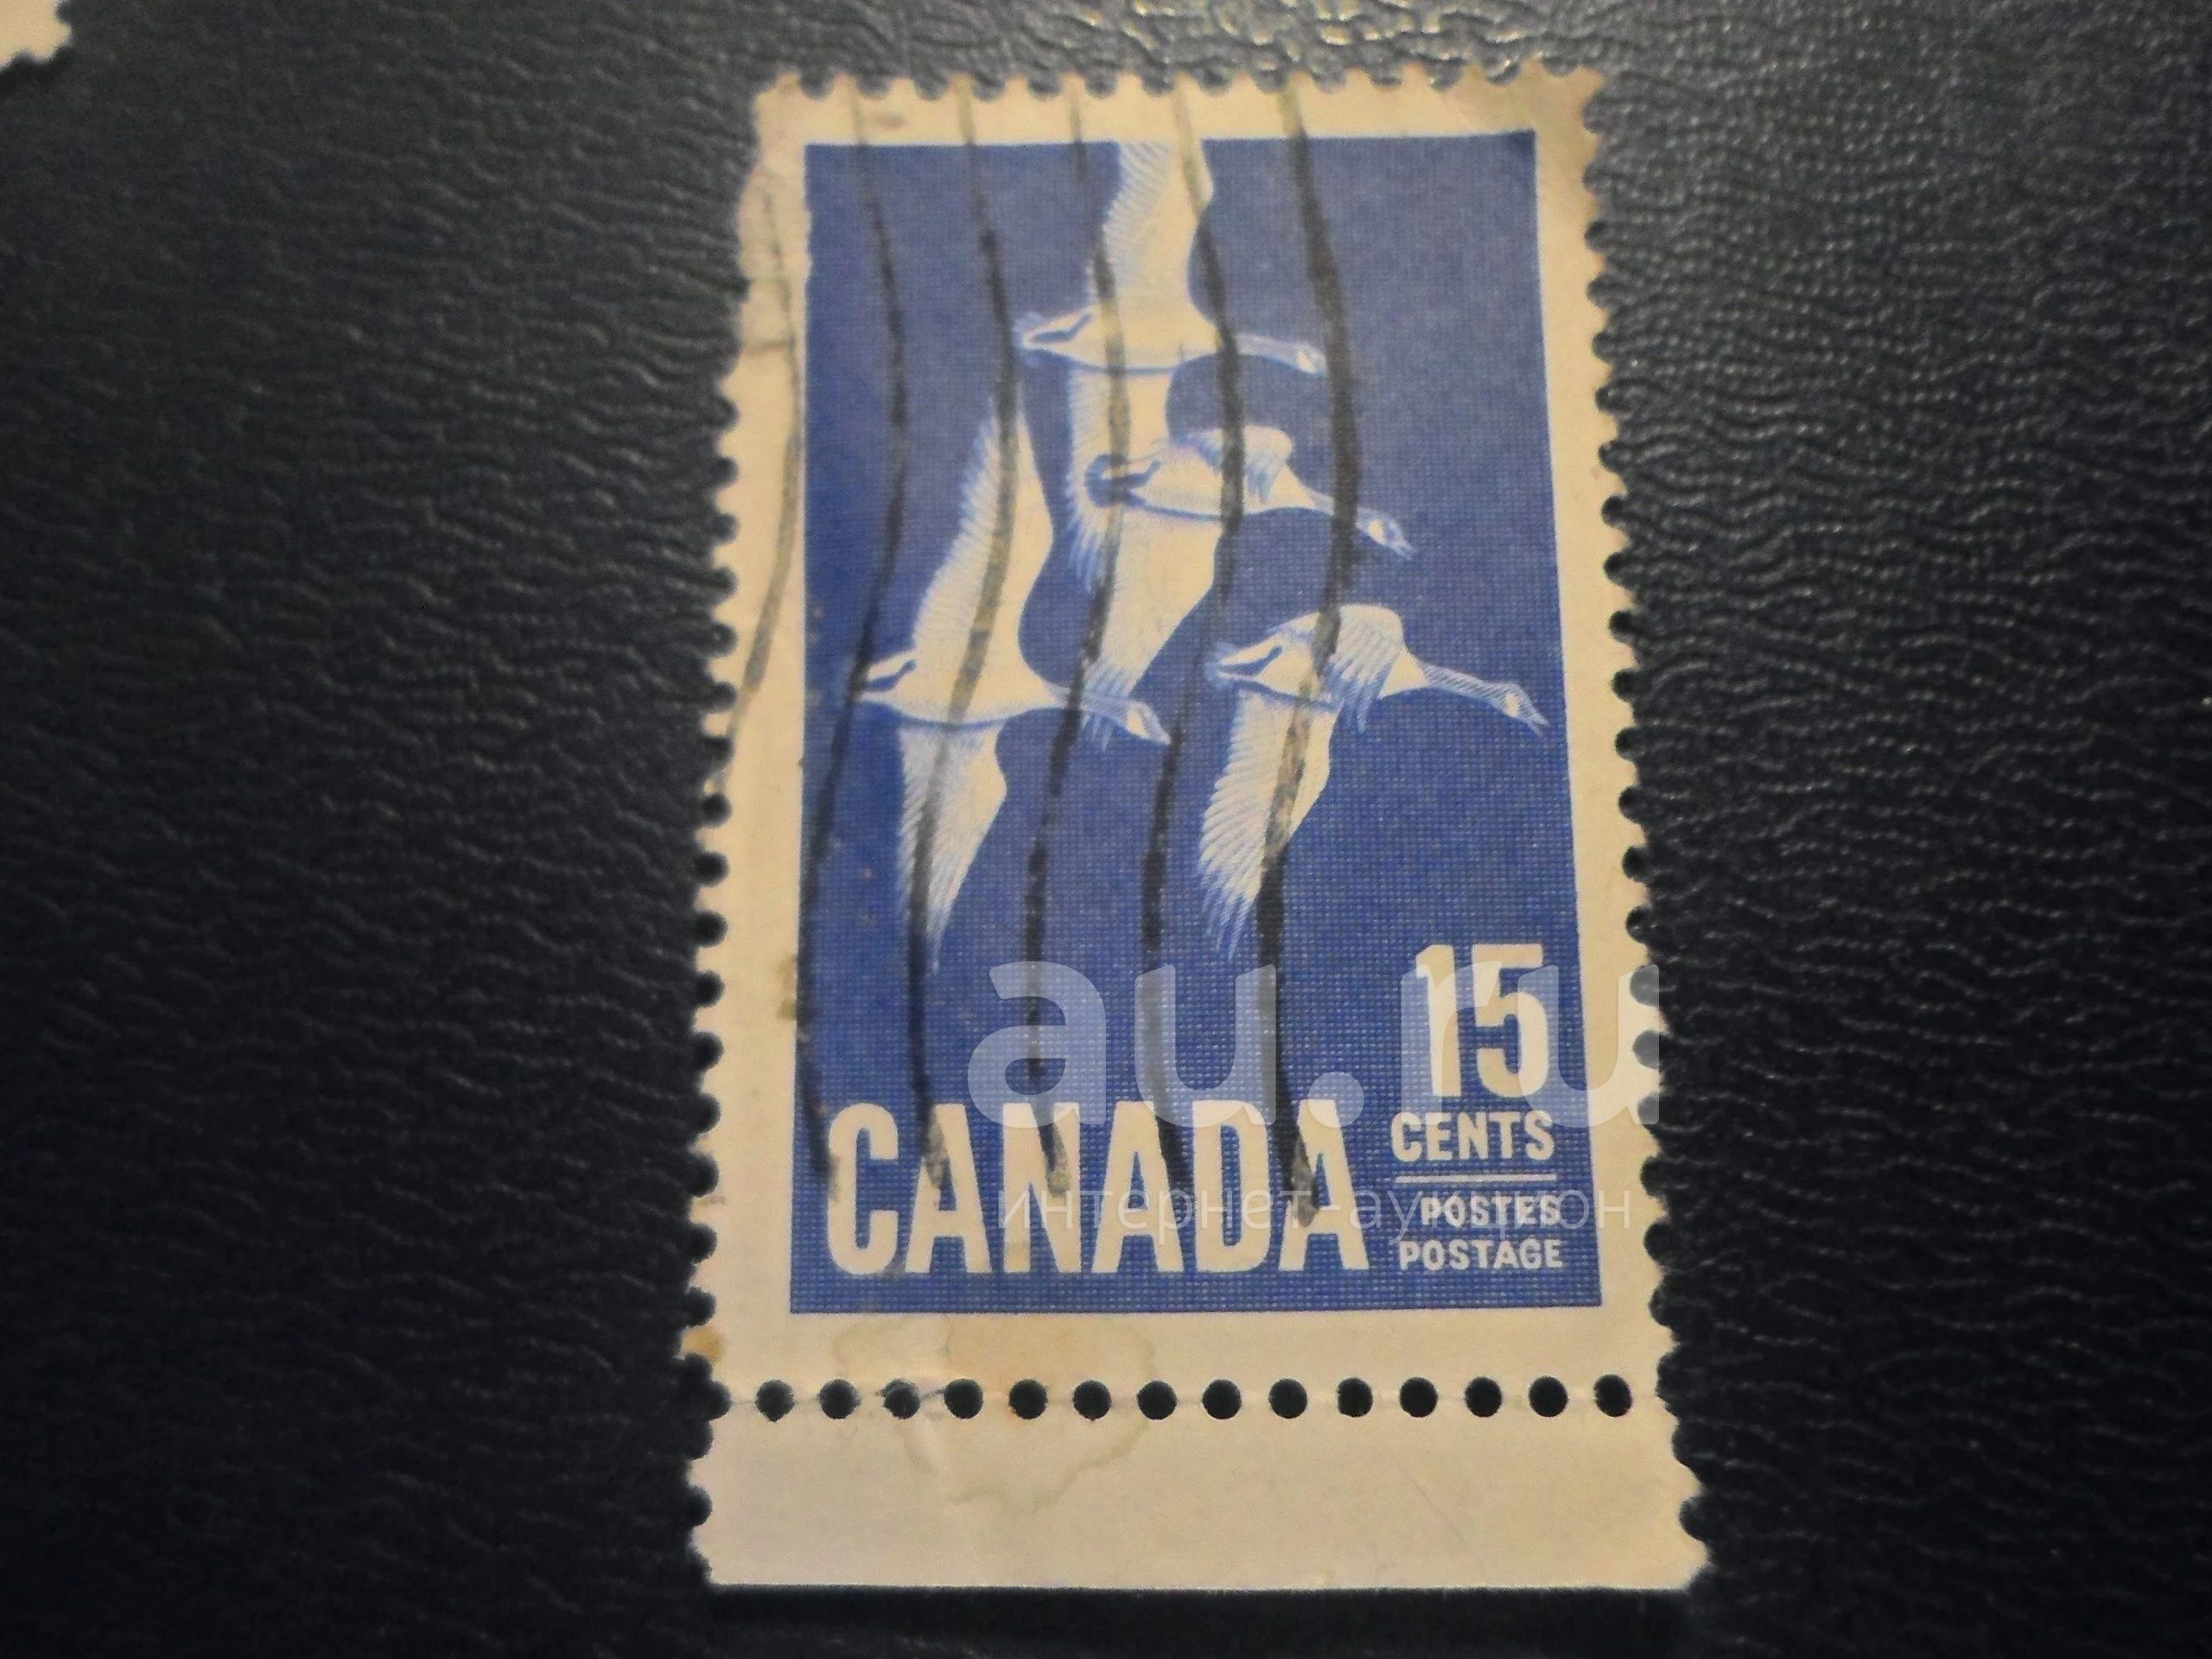 15
CENTS
POSTES
POSTAGE
CANADA
au.ru
интернет-аукцион